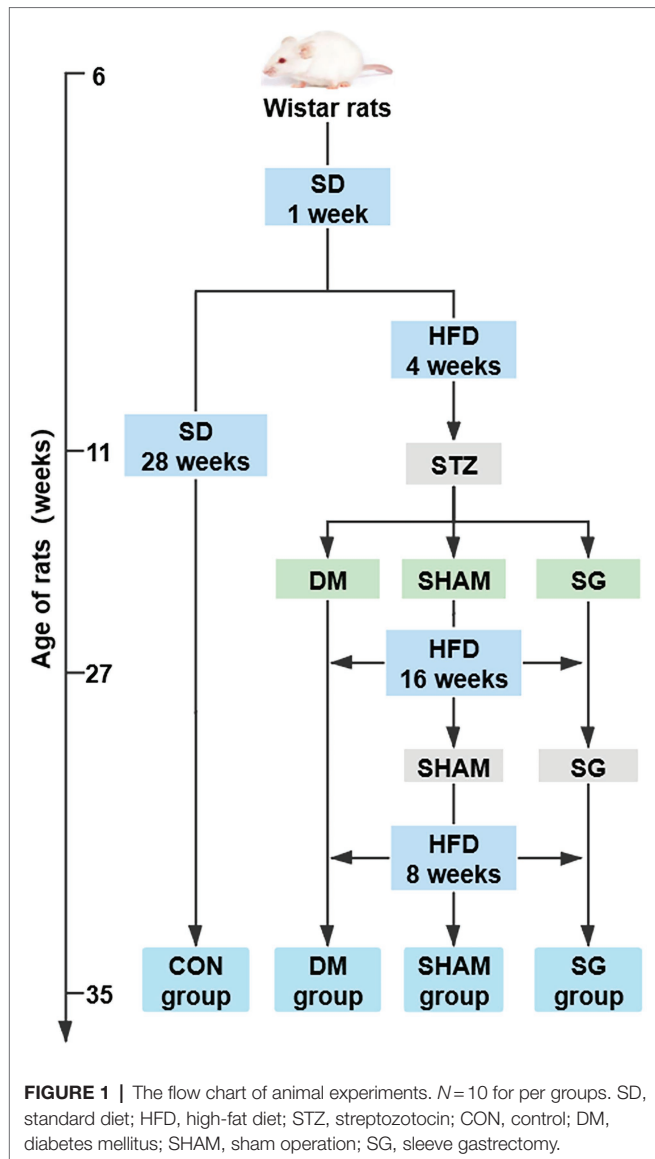 6
Wistar rats
SD
1 week
HFD
4 weeks
SD
28 weeks
11
STZ
Age of rats (weeks)
DM
SHAM
SG
HFD
16 weeks
27
SHAM
SG
HFD
8 weeks
CON
group
DM
group
SHAM
group
SG
group
35
FIGURE 1 | The flow chart of animal experiments. N = 10 for per groups. SD,
standard diet; HFD, high-fat diet; STZ, streptozotocin; CON, control; DM,
diabetes mellitus; SHAM, sham operation; SG, sleeve gastrectomy.